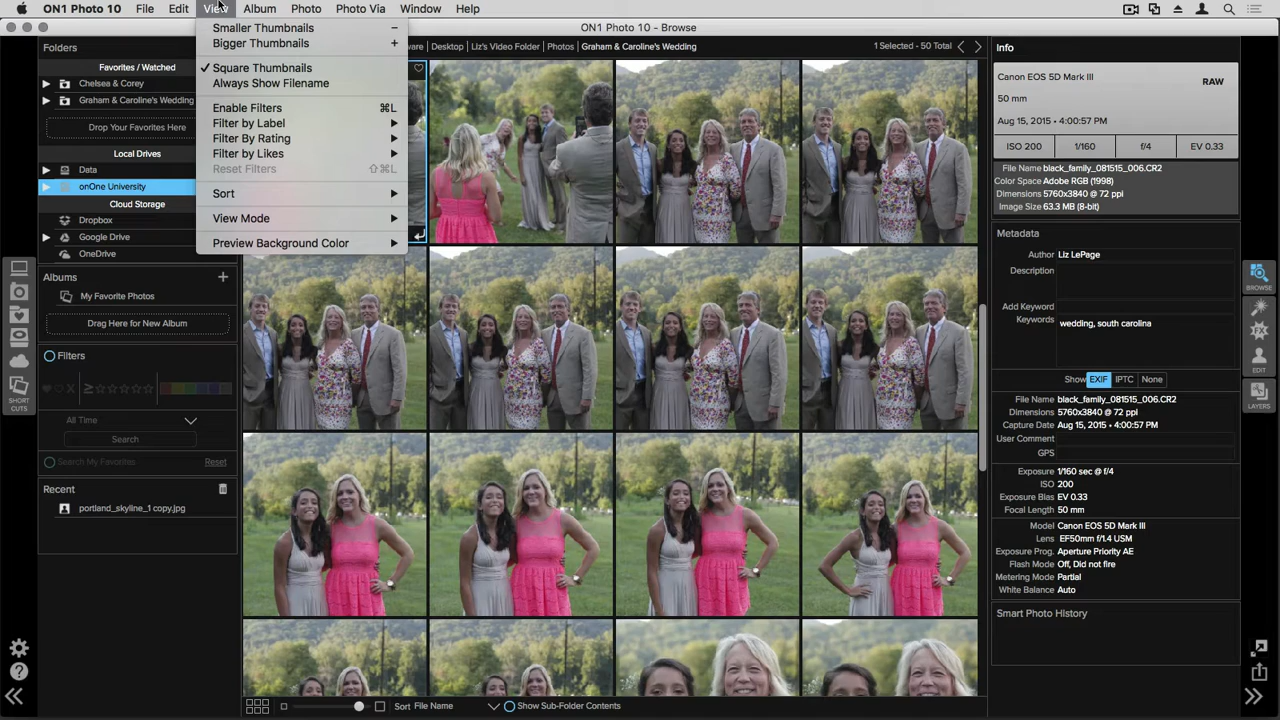 ON1 Photo 10 File Edit View Album Photo Photo Via Window Help
ON1 Photo 10 - Browse
Folders
Favorites / Watched
Chelsea & Corey
Graham & Caroline's Wedding
Drop Your Favorites Here
Local Drives
Data
onOne University
Cloud Storage
Dropbox
Google Drive
OneDrive
Albums +
My Favorite Photos
Drag Here for New Album
Filters
All Time
Search
Search My Favorites Reset
Recent
portland_skyline_1 copy.jpg
SHORT
CUTS
Smaller Thumbnails −
Bigger Thumbnails +
✓ Square Thumbnails
Always Show Filename
Enable Filters ⌘L
Filter by Label
Filter By Rating
Filter by Likes
Reset Filters ⇧⌘L
Sort
View Mode
Preview Background Color
ware Desktop Liz's Video Folder Photos Graham & Caroline's Wedding
1 Selected - 50 Total
Sort File Name
Show Sub-Folder Contents
Info
Canon EOS 5D Mark III
RAW
50 mm
Aug 15, 2015 • 4:00:57 PM
ISO 200 1/160 f/4 EV 0.33
File Name black_family_081515_006.CR2
Color Space Adobe RGB (1998)
Dimensions 5760x3840 @ 72 ppi
Image Size 63.3 MB (8-bit)
Metadata
Author Liz LePage
Description
Add Keyword
Keywords wedding, south carolina
Show EXIF IPTC None
File Name black_family_081515_006.CR2
Dimensions 5760x3840 @ 72 ppi
Capture Date Aug 15, 2015 • 4:00:57 PM
User Comment
GPS
Exposure 1/160 sec @ f/4
ISO 200
Exposure Bias EV 0.33
Focal Length 50 mm
Model Canon EOS 5D Mark III
Lens EF50mm f/1.4 USM
Exposure Prog. Aperture Priority AE
Flash Mode Off, Did not fire
Metering Mode Partial
White Balance Auto
Smart Photo History
BROWSE
EDIT
LAYERS